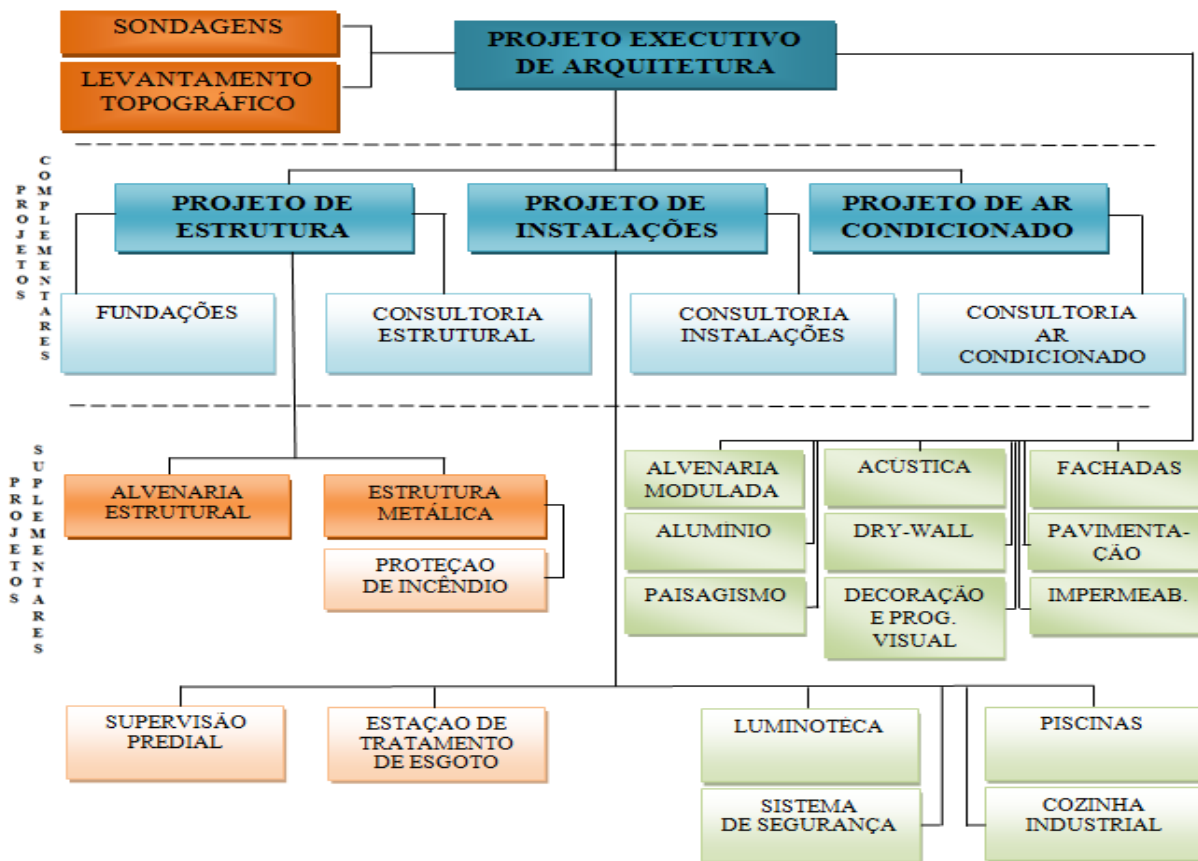 SONDAGENS
LEVANTAMENTO
TOPOGRÁFICO
PROJETO EXECUTIVO
DE ARQUITETURA
PROJETOS
COMPLEMENTARES
PROJETO DE
ESTRUTURA
PROJETO DE
INSTALAÇÕES
PROJETO DE AR
CONDICIONADO
FUNDAÇÕES
CONSULTORIA
ESTRUTURAL
CONSULTORIA
INSTALAÇÕES
CONSULTORIA
AR
CONDICIONADO
PROJETOS
SUPLEMENTARES
ALVENARIA
ESTRUTURAL
ESTRUTURA
METÁLICA
PROTEÇAO
DE INCÊNDIO
ALVENARIA
MODULADA
ACÚSTICA
FACHADAS
ALUMÍNIO
DRY-WALL
PAVIMENTA-
ÇÃO
PAISAGISMO
DECORAÇÃO
E PROG.
VISUAL
IMPERMEAB.
SUPERVISÃO
PREDIAL
ESTAÇAO DE
TRATAMENTO
DE ESGOTO
LUMINOTÉCA
PISCINAS
SISTEMA
DE SEGURANÇA
COZINHA
INDUSTRIAL